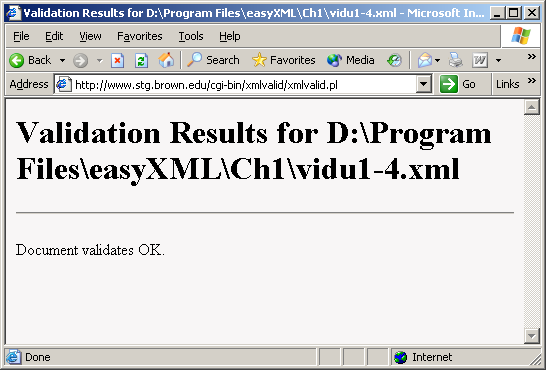 Validation Results for D:\Program Files\easyXML\Ch1\vidu1-4.xml - Microsoft In...
File Edit View Favorites Tools Help
Back Search Favorites Media W »
Address http://www.stg.brown.edu/cgi-bin/xmlvalid/xmlvalid.pl Go Links »
Validation Results for D:\Program
Files\easyXML\Ch1\vidu1-4.xml
Document validates OK.
Done Internet